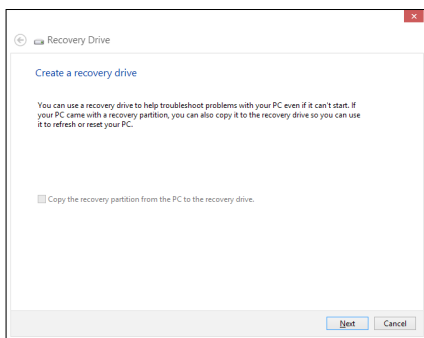 Recovery Drive
Create a recovery drive
You can use a recovery drive to help troubleshoot problems with your PC even if it can't start. If
your PC came with a recovery partition, you can also copy it to the recovery drive so you can use
it to refresh or reset your PC.
Copy the recovery partition from the PC to the recovery drive.
Next Cancel